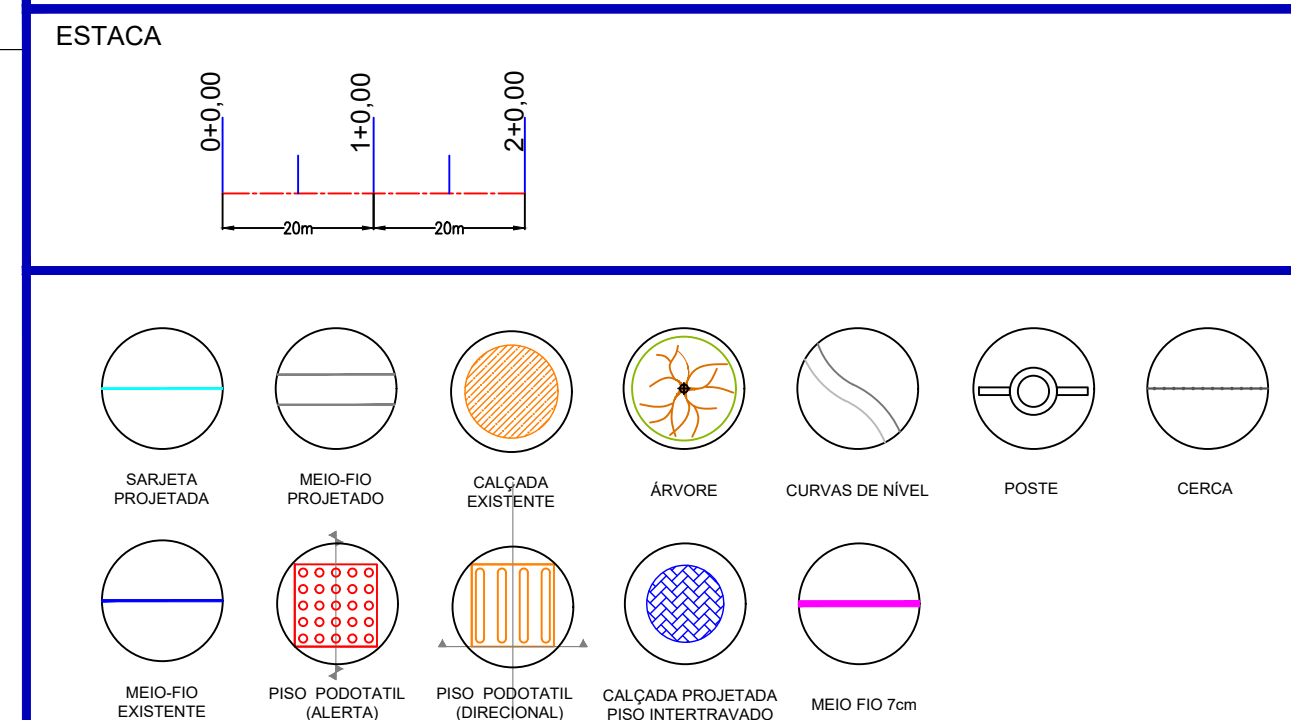 ESTACA
0+0,00
1+0,00
2+0,00
20m
20m
SARJETA
PROJETADA
MEIO-FIO
PROJETADO
CALÇADA
EXISTENTE
ÁRVORE
CURVAS DE NÍVEL
POSTE
CERCA
MEIO-FIO
EXISTENTE
PISO PODOTATIL
(ALERTA)
PISO PODOTATIL
(DIRECIONAL)
CALÇADA PROJETADA
PISO INTERTRAVADO
MEIO FIO 7cm